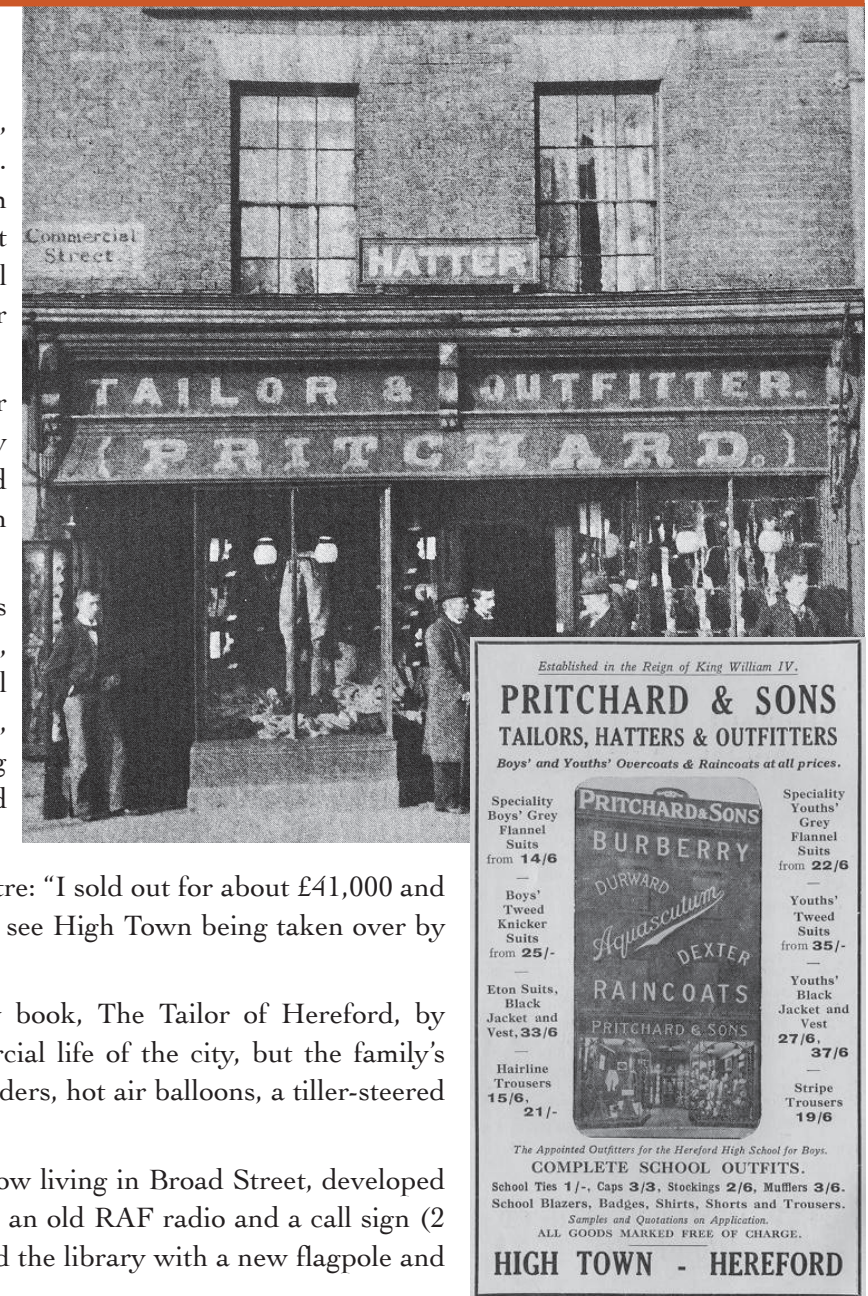 ,
.
n
t
l
r
r
y
d
n
s
,
l
,
g
d
Commercial
Street.
HATTER
TAILOR & OUTFITTER.
(PRITCHARD.)
tre: “I sold out for about £41,000 and
see High Town being taken over by
book, The Tailor of Hereford, by
rcial life of the city, but the family’s
ders, hot air balloons, a tiller-steered
ow living in Broad Street, developed
an old RAF radio and a call sign (2
d the library with a new flagpole and
Established in the Reign of King William IV.
PRITCHARD & SONS
TAILORS, HATTERS & OUTFITTERS
Boys' and Youths' Overcoats & Raincoats at all prices.
Speciality
Boys' Grey
Flannel
Suits
from 14/6
—
Boys'
Tweed
Knicker
Suits
from 25/-
—
Eton Suits,
Black
Jacket and
Vest, 33/6
—
Hairline
Trousers
15/6,
21/-
PRITCHARD & SONS
BURBERRY
DURWARD
Aquascutum
DEXTER
RAINCOATS
PRITCHARD & SONS
Speciality
Youths'
Grey
Flannel
Suits
from 22/6
—
Youths'
Tweed
Suits
from 35/-
—
Youths'
Black
Jacket and
Vest
27/6,
37/6
—
Stripe
Trousers
19/6
The Appointed Outfitters for the Hereford High School for Boys.
COMPLETE SCHOOL OUTFITS.
School Ties 1/-, Caps 3/3, Stockings 2/6, Mufflers 3/6.
School Blazers, Badges, Shirts, Shorts and Trousers.
Samples and Quotations on Application.
ALL GOODS MARKED FREE OF CHARGE.
HIGH TOWN - HEREFORD